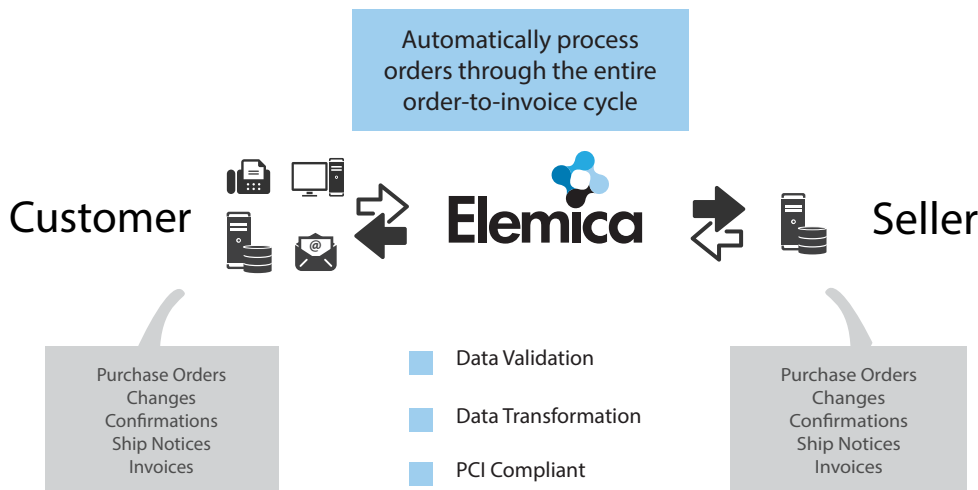 Automatically process
orders through the entire
order-to-invoice cycle
Customer
@
Elemica
Seller
Purchase Orders
Changes
Confirmations
Ship Notices
Invoices
Data Validation
Data Transformation
PCI Compliant
Purchase Orders
Changes
Confirmations
Ship Notices
Invoices